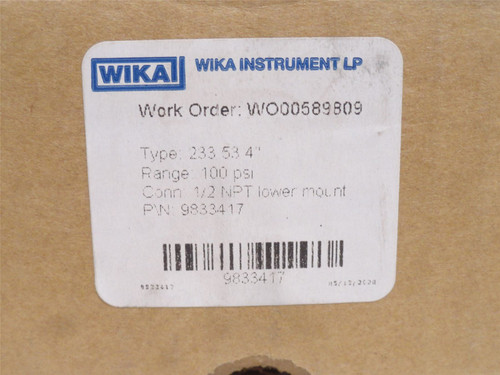 WIKA
WIKA INSTRUMENT LP
Work Order: WO00589809
Type: 233.53 4"
Range: 100 psi
Conn: 1/2 NPT lower mount
P\N: 9833417
9833417
9833417